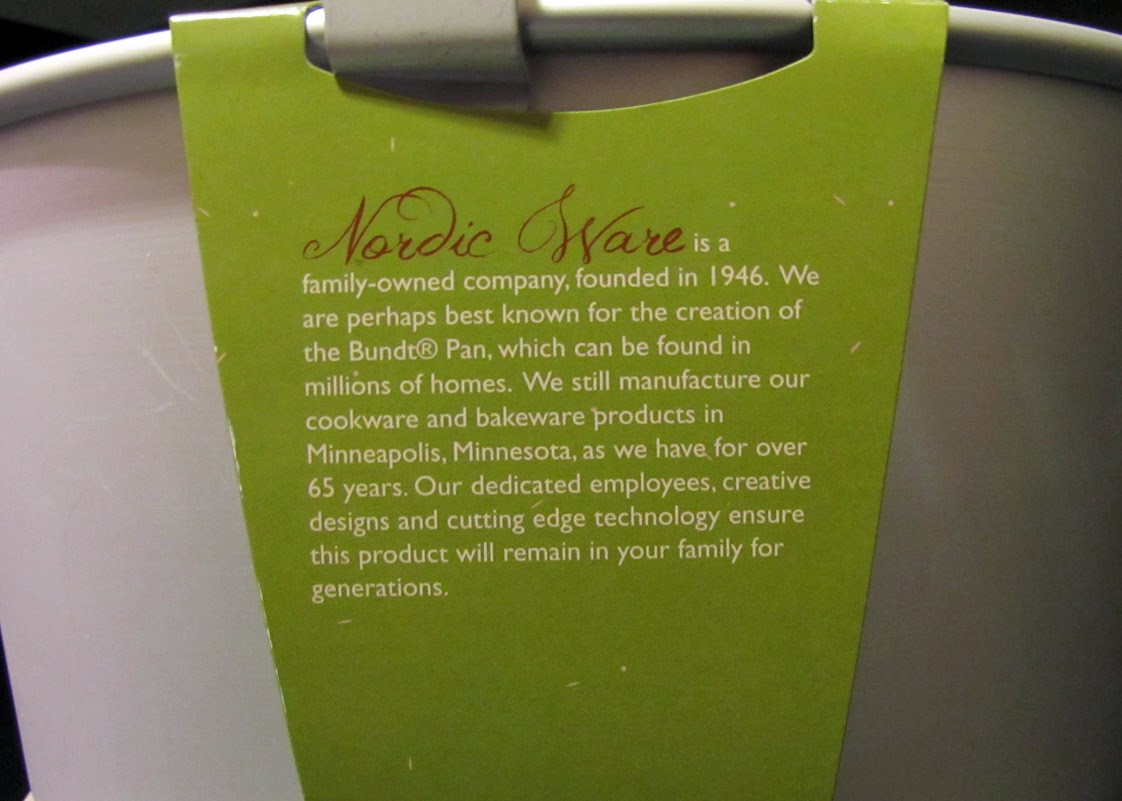 Nordic Ware is a
family-owned company, founded in 1946. We
are perhaps best known for the creation of
the Bundt® Pan, which can be found in
millions of homes. We still manufacture our
cookware and bakeware products in
Minneapolis, Minnesota, as we have for over
65 years. Our dedicated employees, creative
designs and cutting edge technology ensure
this product will remain in your family for
generations.